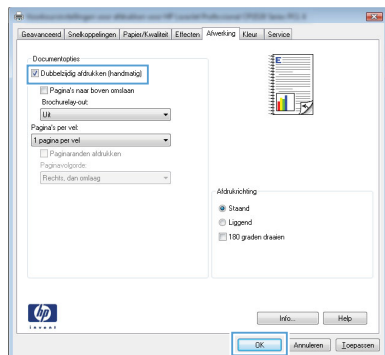 Geavanceerd Snelkoppelingen Papier/Kwaliteit Effecten Afwerking Kleur Service
Documentopties
Dubbelzijdig afdrukken (handmatig)
Pagina's naar boven omslaan
Brochurelay-out:
Uit
Pagina's per vel:
1 pagina per vel
Paginaranden afdrukken
Paginavolgorde:
Rechts, dan omlaag
Afdrukrichting
Staand
Liggend
180 graden draaien
hp
invent
Info...
Help
OK
Annuleren
Toepassen